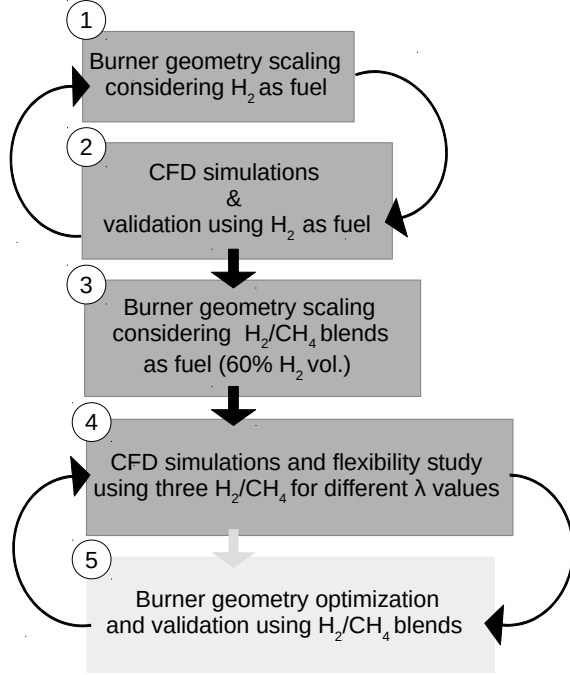 1
Burner geometry scaling
considering H₂ as fuel
2
CFD simulations
&
validation using H₂ as fuel
3
Burner geometry scaling
considering H₂/CH₄ blends
as fuel (60% H₂ vol.)
4
CFD simulations and flexibility study
using three H₂/CH₄ for different λ values
5
Burner geometry optimization
and validation using H₂/CH₄ blends